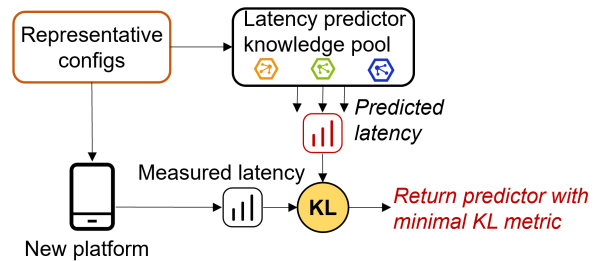 Representative
configs
Latency predictor
knowledge pool
Predicted
latency
Measured latency
KL
Return predictor with
minimal KL metric
New platform